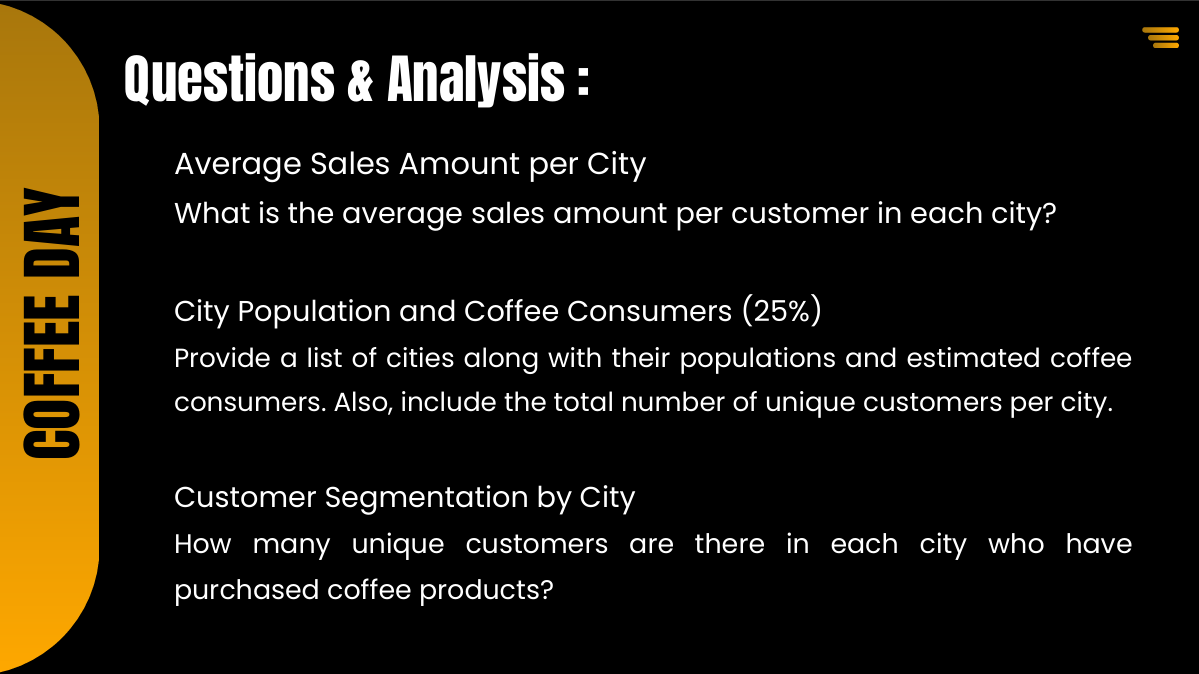 Questions & Analysis :
COFFEE DAY
Average Sales Amount per City
What is the average sales amount per customer in each city?
City Population and Coffee Consumers (25%)
Provide a list of cities along with their populations and estimated coffee
consumers. Also, include the total number of unique customers per city.
Customer Segmentation by City
How many unique customers are there in each city who have
purchased coffee products?